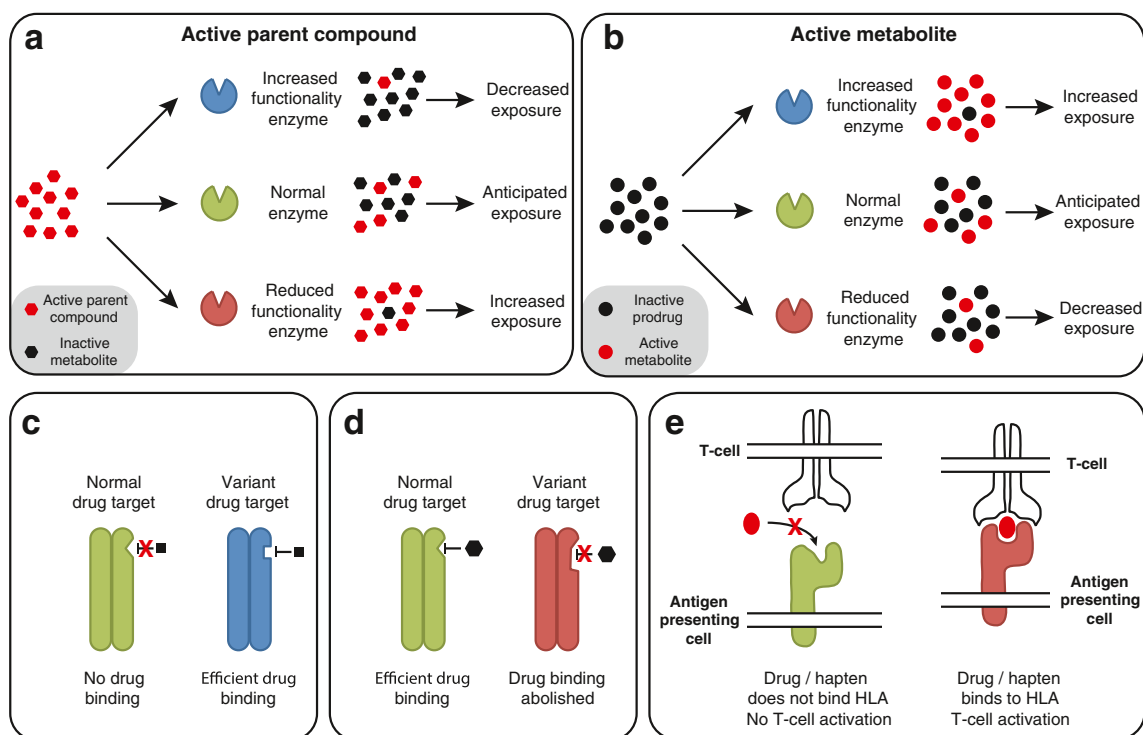 a
Active parent compound
Increased
functionality
enzyme
Decreased
exposure
Normal
enzyme
Anticipated
exposure
Reduced
functionality
enzyme
Increased
exposure
Active parent
compound
Inactive
metabolite
b
Active metabolite
Increased
functionality
enzyme
Increased
exposure
Normal
enzyme
Anticipated
exposure
Reduced
functionality
enzyme
Decreased
exposure
Inactive
prodrug
Active
metabolite
c
Normal
drug target
Variant
drug target
X
No drug
binding
Efficient drug
binding
d
Normal
drug target
Variant
drug target
X
Efficient drug
binding
Drug binding
abolished
e
T-cell
X
Antigen
presenting
cell
Drug / hapten
does not bind HLA
No T-cell activation
T-cell
Antigen
presenting
cell
Drug / hapten
binds to HLA
T-cell activation